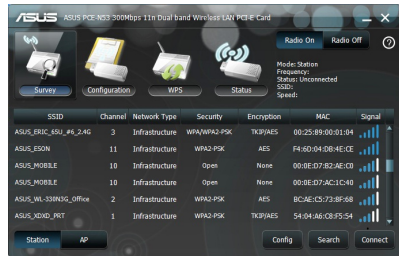 ASUS ASUS PCE-N53 300Mbps 11n Dual band Wireless LAN PCI-E Card
Radio On Radio Off
Survey Configuration WPS Status
Mode: Station
Frequency:
Status: Unconnected
SSID:
Speed:
SSID Channel Network Type Security Encryption MAC Signal
ASUS_ERIC_65U_#6_2.4G 3 Infrastructure WPA/WPA2-PSK TKIP/AES 00:25:89:00:01:04
ASUS_ESON 11 Infrastructure WPA2-PSK AES F4:6D:04:DB:4E:CE
ASUS_MOBILE 10 Infrastructure Open None 00:0E:D7:B2:AE:C0
ASUS_MOBILE 10 Infrastructure Open None 00:0E:D7:AC:1C:40
ASUS_WL-330N3G_Office 2 Infrastructure WPA2-PSK AES BC:AE:C5:73:8F:68
ASUS_XDXD_PRT 1 Infrastructure WPA2-PSK TKIP/AES 54:04:A6:C8:F5:54
Station AP Config Search Connect